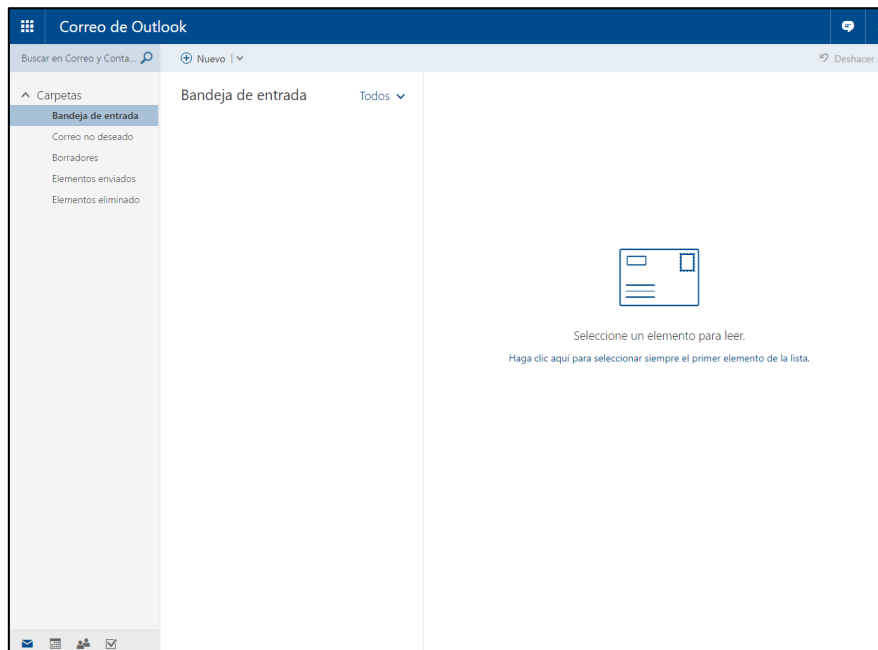 Correo de Outlook
Buscar en Correo y Conta...
Nuevo
Deshacer
Carpetas
Bandeja de entrada
Correo no deseado
Borradores
Elementos enviados
Elementos eliminado
Bandeja de entrada
Todos
Seleccione un elemento para leer.
Haga clic aquí para seleccionar siempre el primer elemento de la lista.